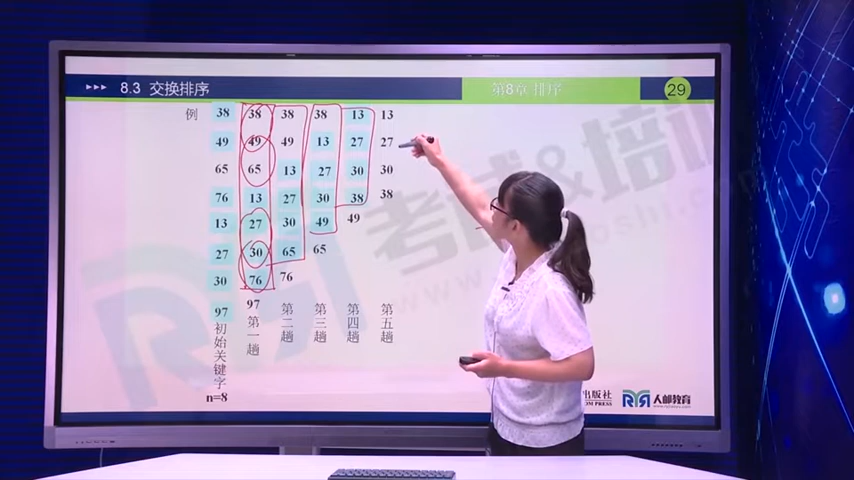 8.3 交换排序
第8章 排序
29
例 38 38 38 38 13 13
49 49 49 13 27 27
65 65 13 27 30 30
76 13 27 30 38 38
13 27 30 49 49
27 30 65 65
30 76 76
97 97
初始关键字
第一趟
第二趟
第三趟
第四趟
第五趟
n=8
考试&培训
出版社
人邮教育